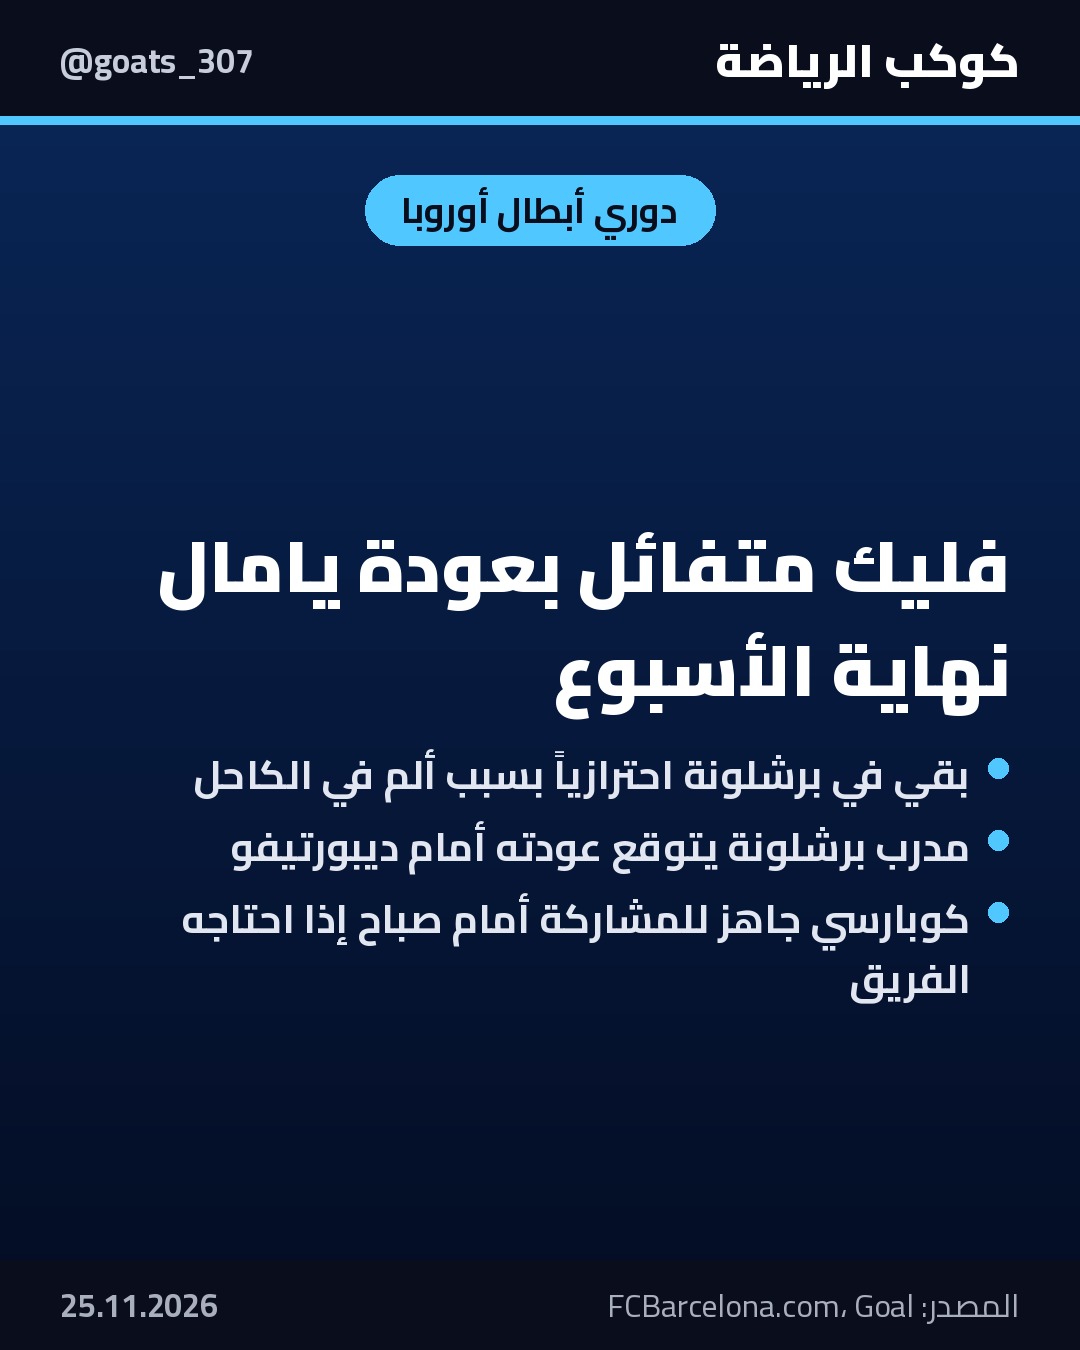 كوكب الرياضة
@goats_307
دوري أبطال أوروبا
فليك متفائل بعودة يامال
نهاية الأسبوع
بقي في برشلونة احترازياً بسبب ألم في الكاحل
مدرب برشلونة يتوقع عودته أمام ديبورتيفو
كوبارسي جاهز للمشاركة أمام صباح إذا احتاجه
الفريق
المصدر: FCBarcelona.com، Goal
25.11.2026